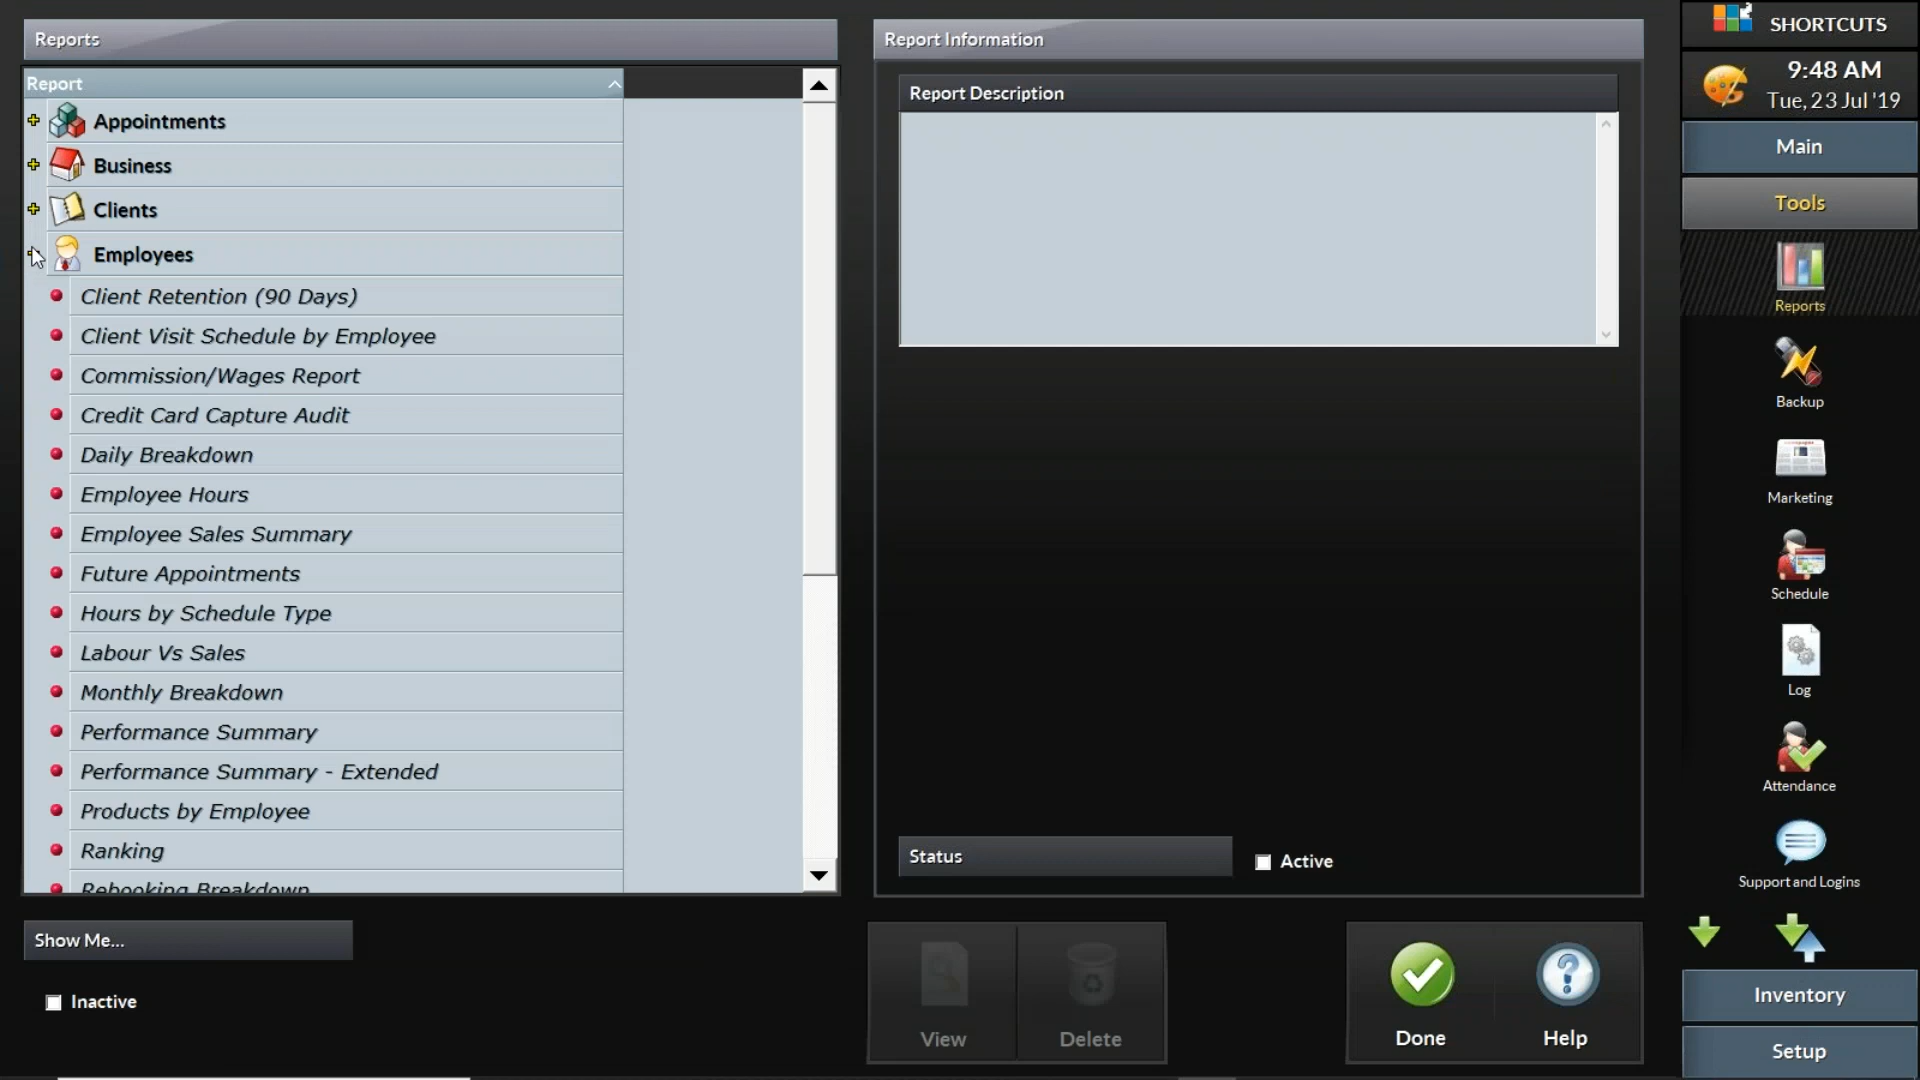 Reports
Report
Appointments
Business
Clients
Employees
Client Retention (90 Days)
Client Visit Schedule by Employee
Commission/Wages Report
Credit Card Capture Audit
Daily Breakdown
Employee Hours
Employee Sales Summary
Future Appointments
Hours by Schedule Type
Labour Vs Sales
Monthly Breakdown
Performance Summary
Performance Summary - Extended
Products by Employee
Ranking
Rebooking Breakdown
Show Me...
Inactive
Report Information
Report Description
Status
Active
View
Delete
Done
Help
SHORTCUTS
9:48 AM
Tue, 23 Jul '19
Main
Tools
Reports
Backup
Marketing
Schedule
Log
Attendance
Support and Logins
Inventory
Setup